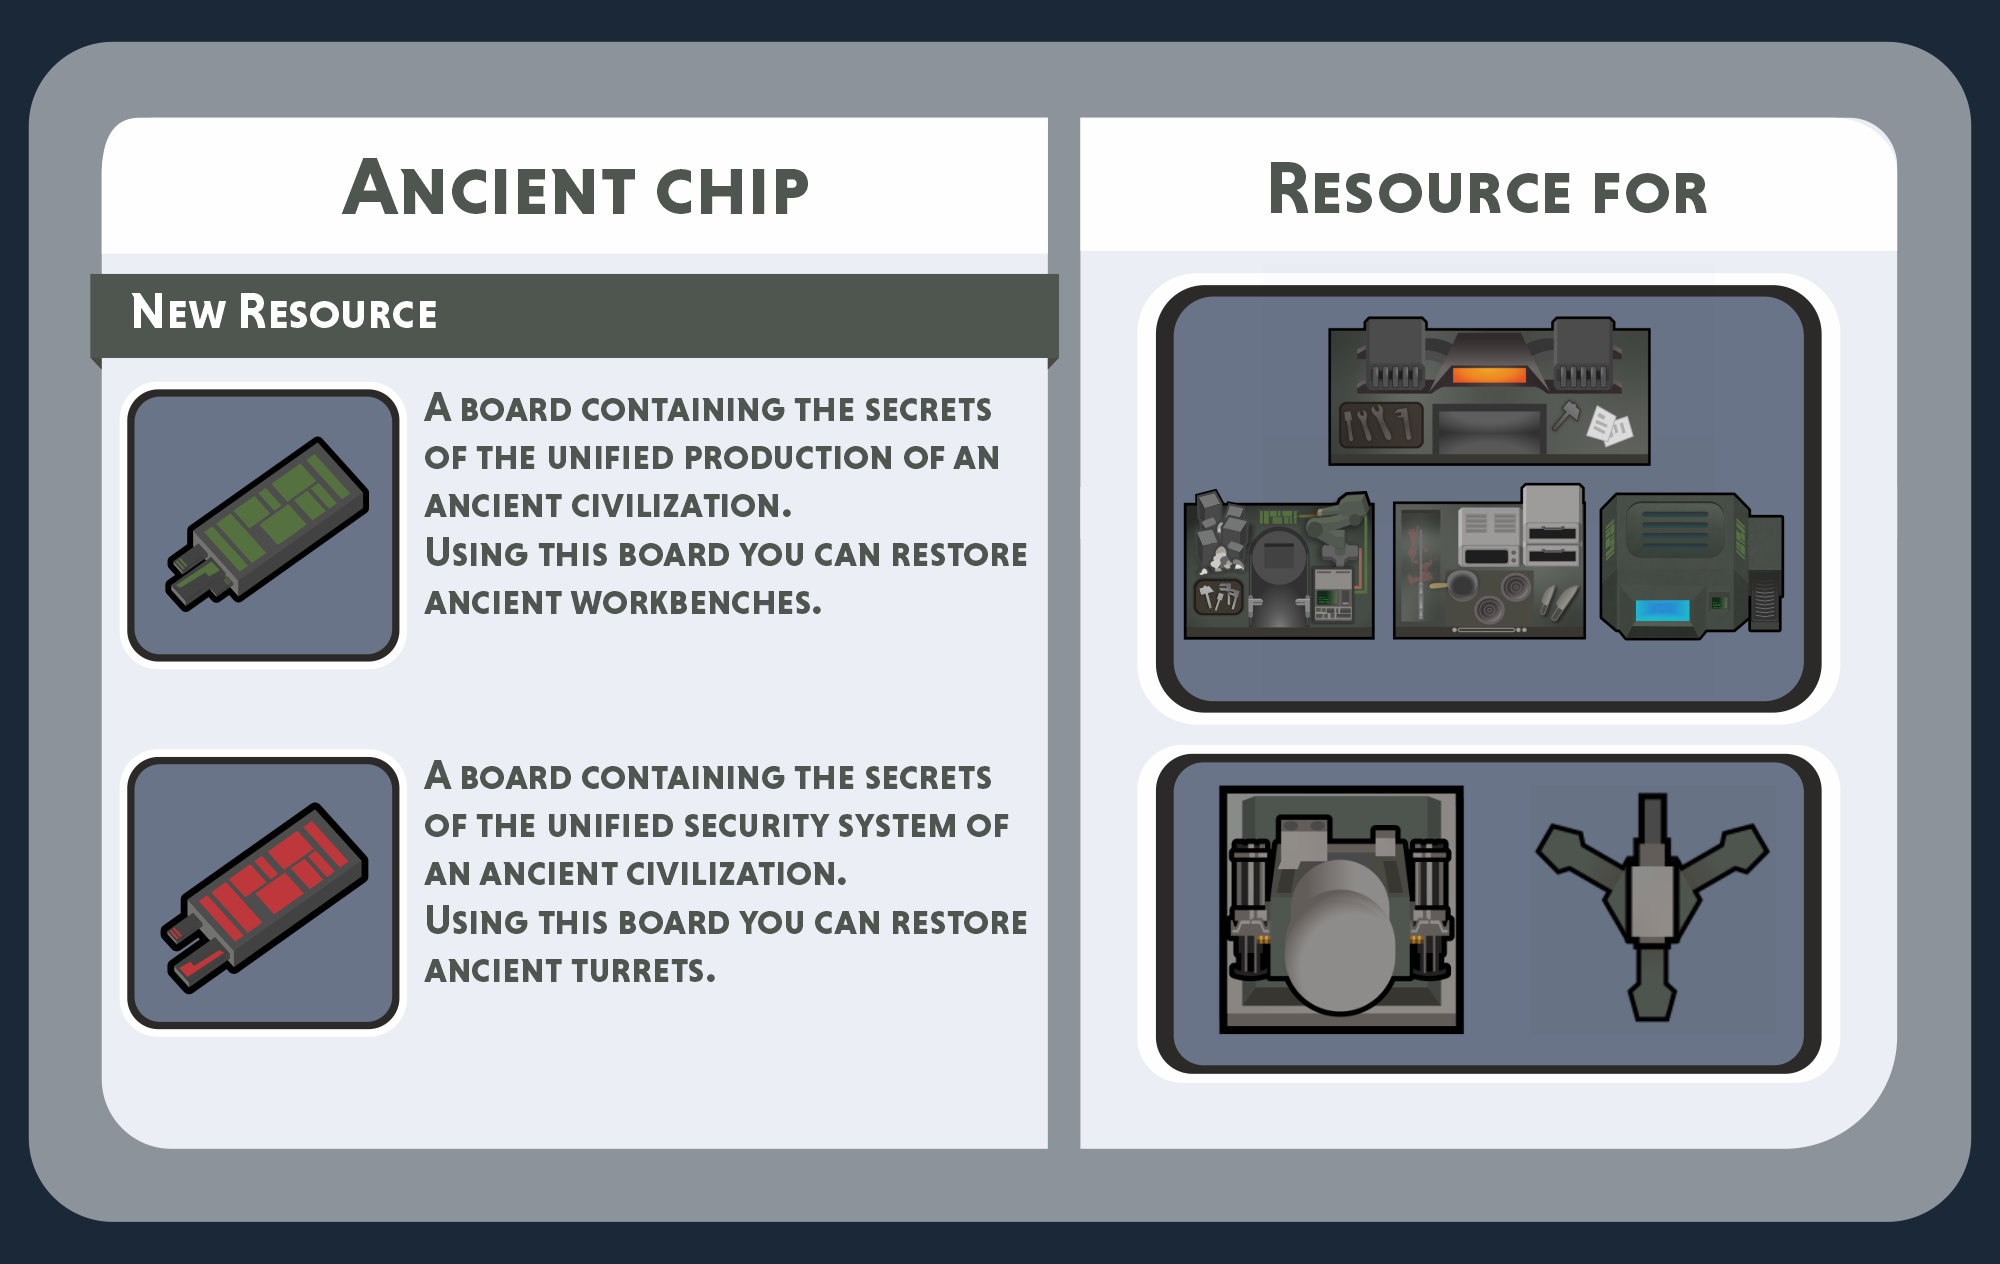 Ancient chip
Resource for
New Resource
A board containing the secrets
of the unified production of an
ancient civilization.
Using this board you can restore
ancient workbenches.
A board containing the secrets
of the unified security system of
an ancient civilization.
Using this board you can restore
ancient turrets.